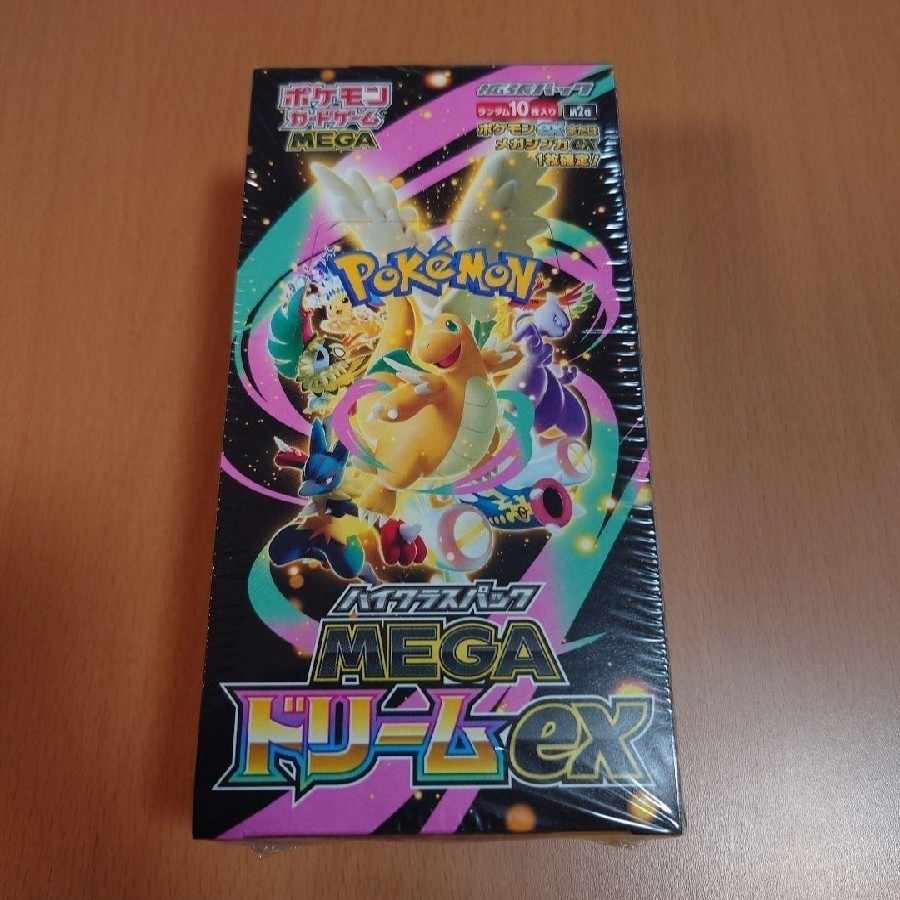 ポケモン
カードゲーム
MEGA
拡張パック
ランダム10枚入り
ポケモンexまたは
メガシンカex
1枚確定!
POKéMON
ハイクラスパック
MEGA
ドリームex